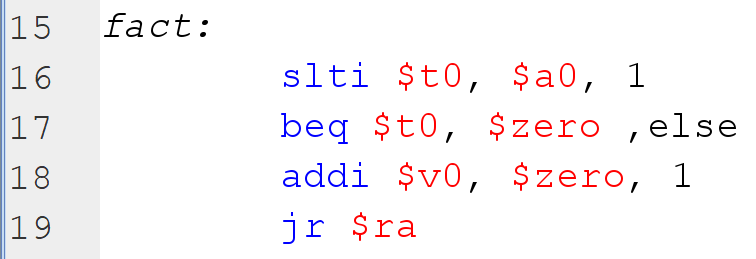 15 fact:
16 slti $t0, $a0, 1
17 beq $t0, $zero ,else
18 addi $v0, $zero, 1
19 jr $ra